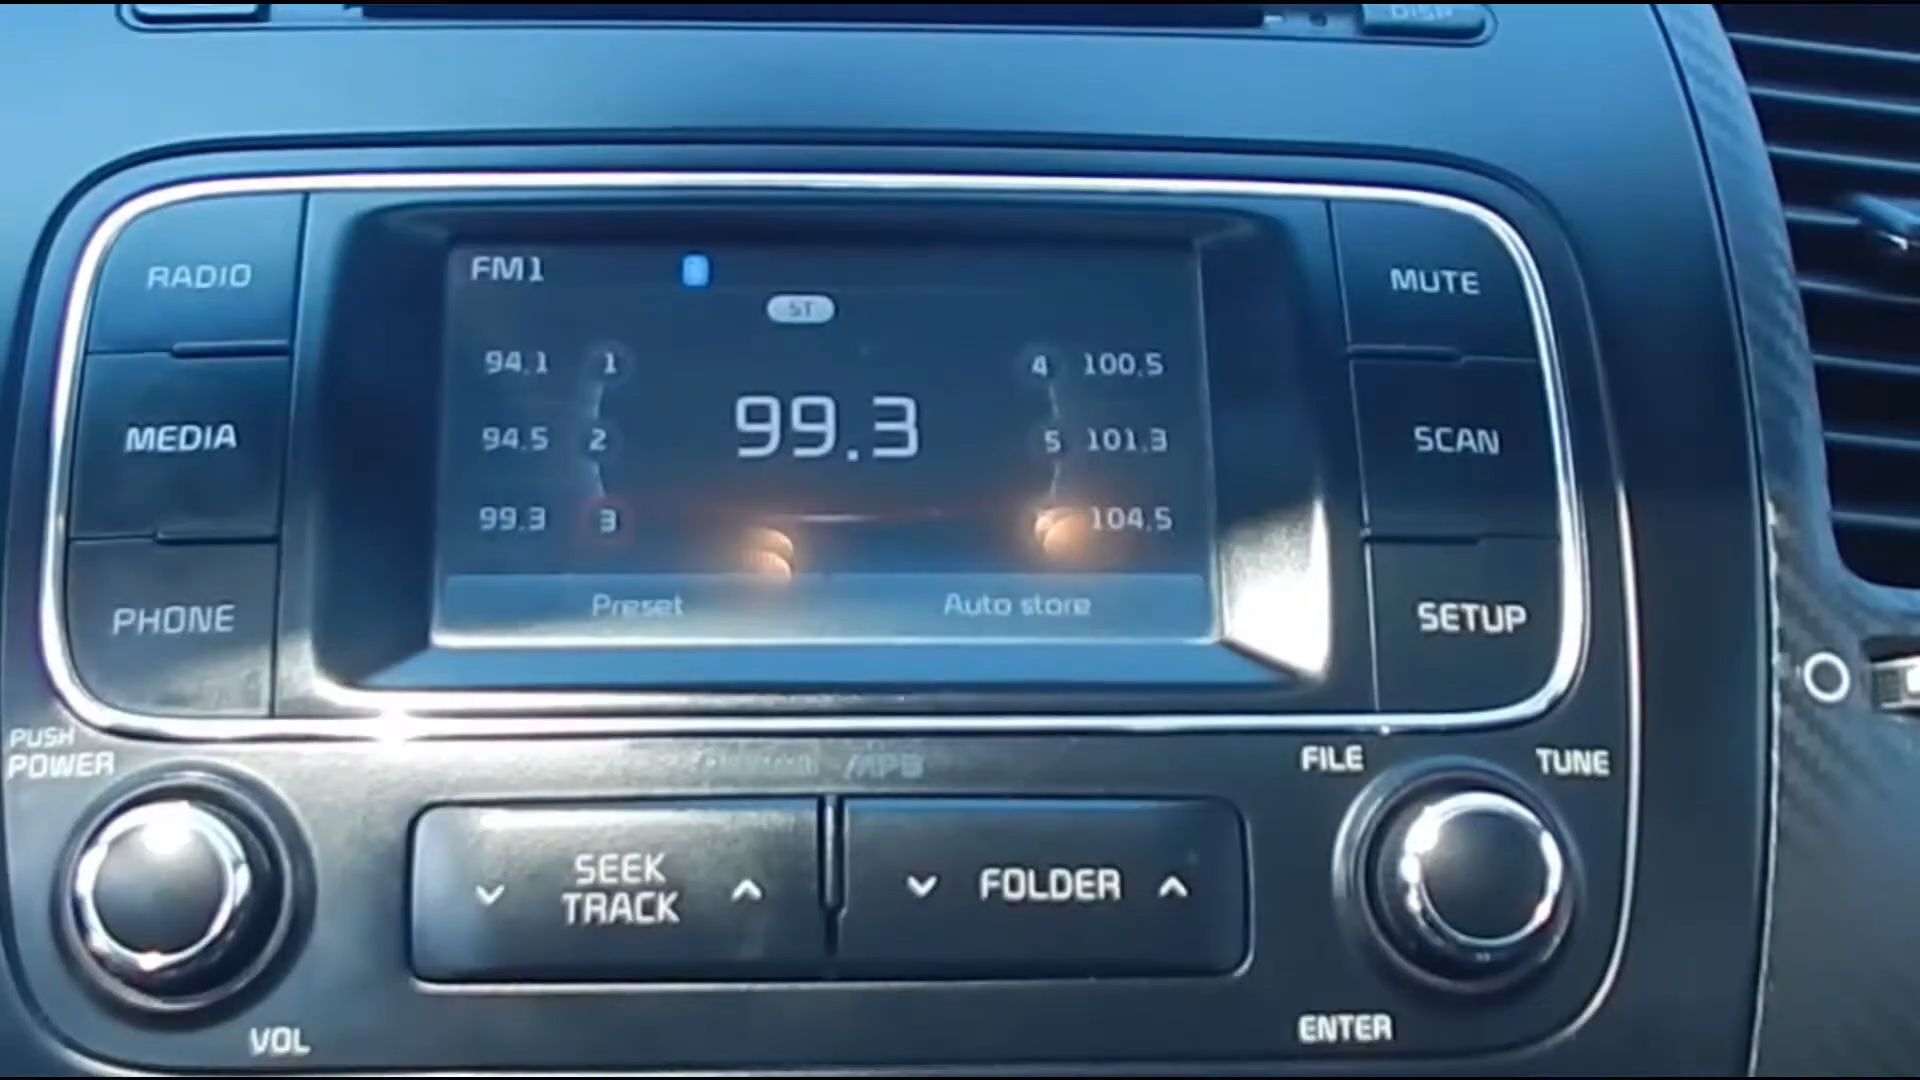 DISP
RADIO
MEDIA
PHONE
FM1
ST
94.1 1
94.5 2
99.3 3
99.3
4 100.5
5 101.3
104.5
Preset
Auto store
MUTE
SCAN
SETUP
PUSH
POWER
VOL
/MP3
SEEK
TRACK
FOLDER
FILE
TUNE
ENTER